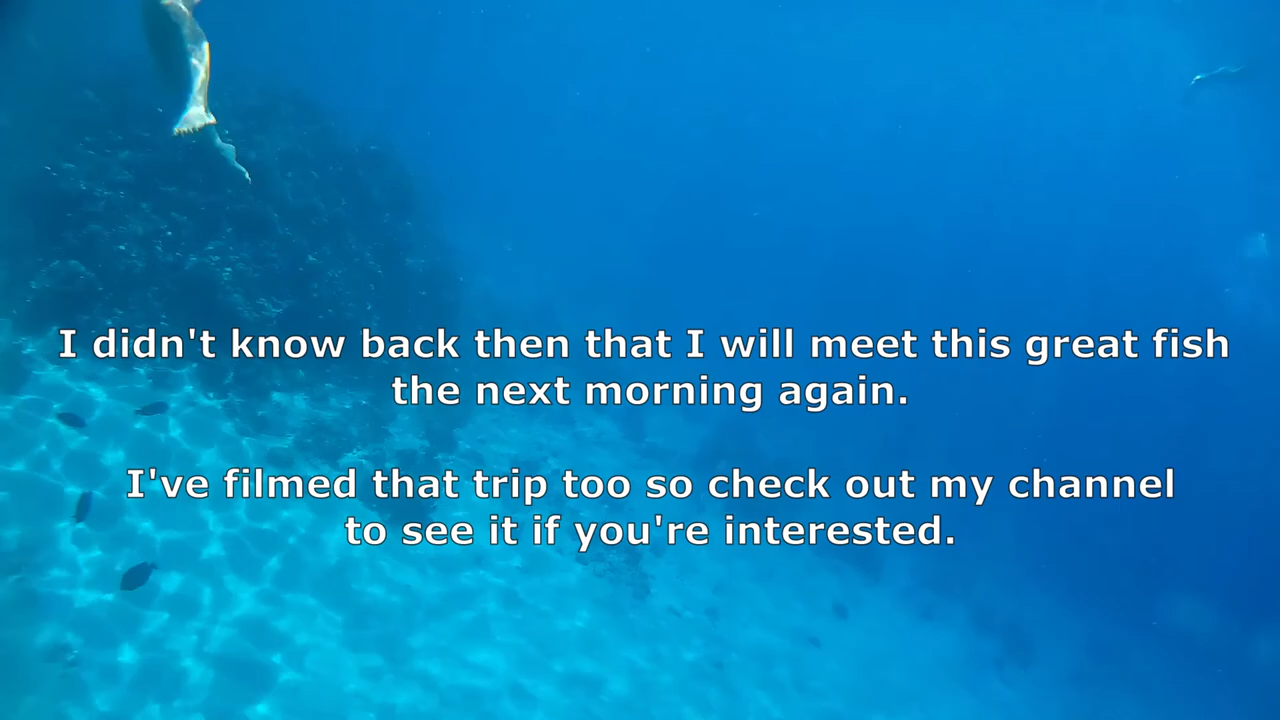 I didn't know back then that I will meet this great fish
the next morning again.
I've filmed that trip too so check out my channel
to see it if you're interested.